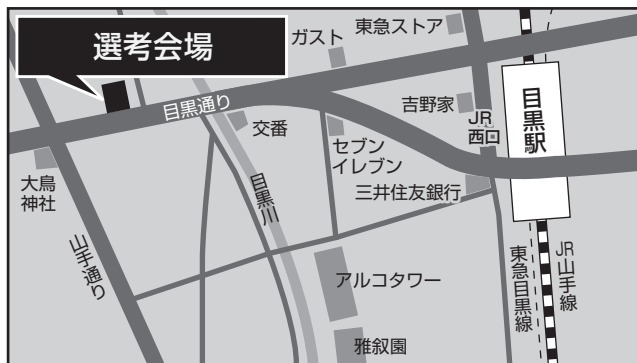 選考会場
ガスト
東急ストア
目黒通り
交番
吉野家
JR
西口
目黒駅
セブン
イレブン
三井住友銀行
大鳥
神社
目黒川
山手通り
アルコタワー
雅叙園
東急目黒線
JR山手線